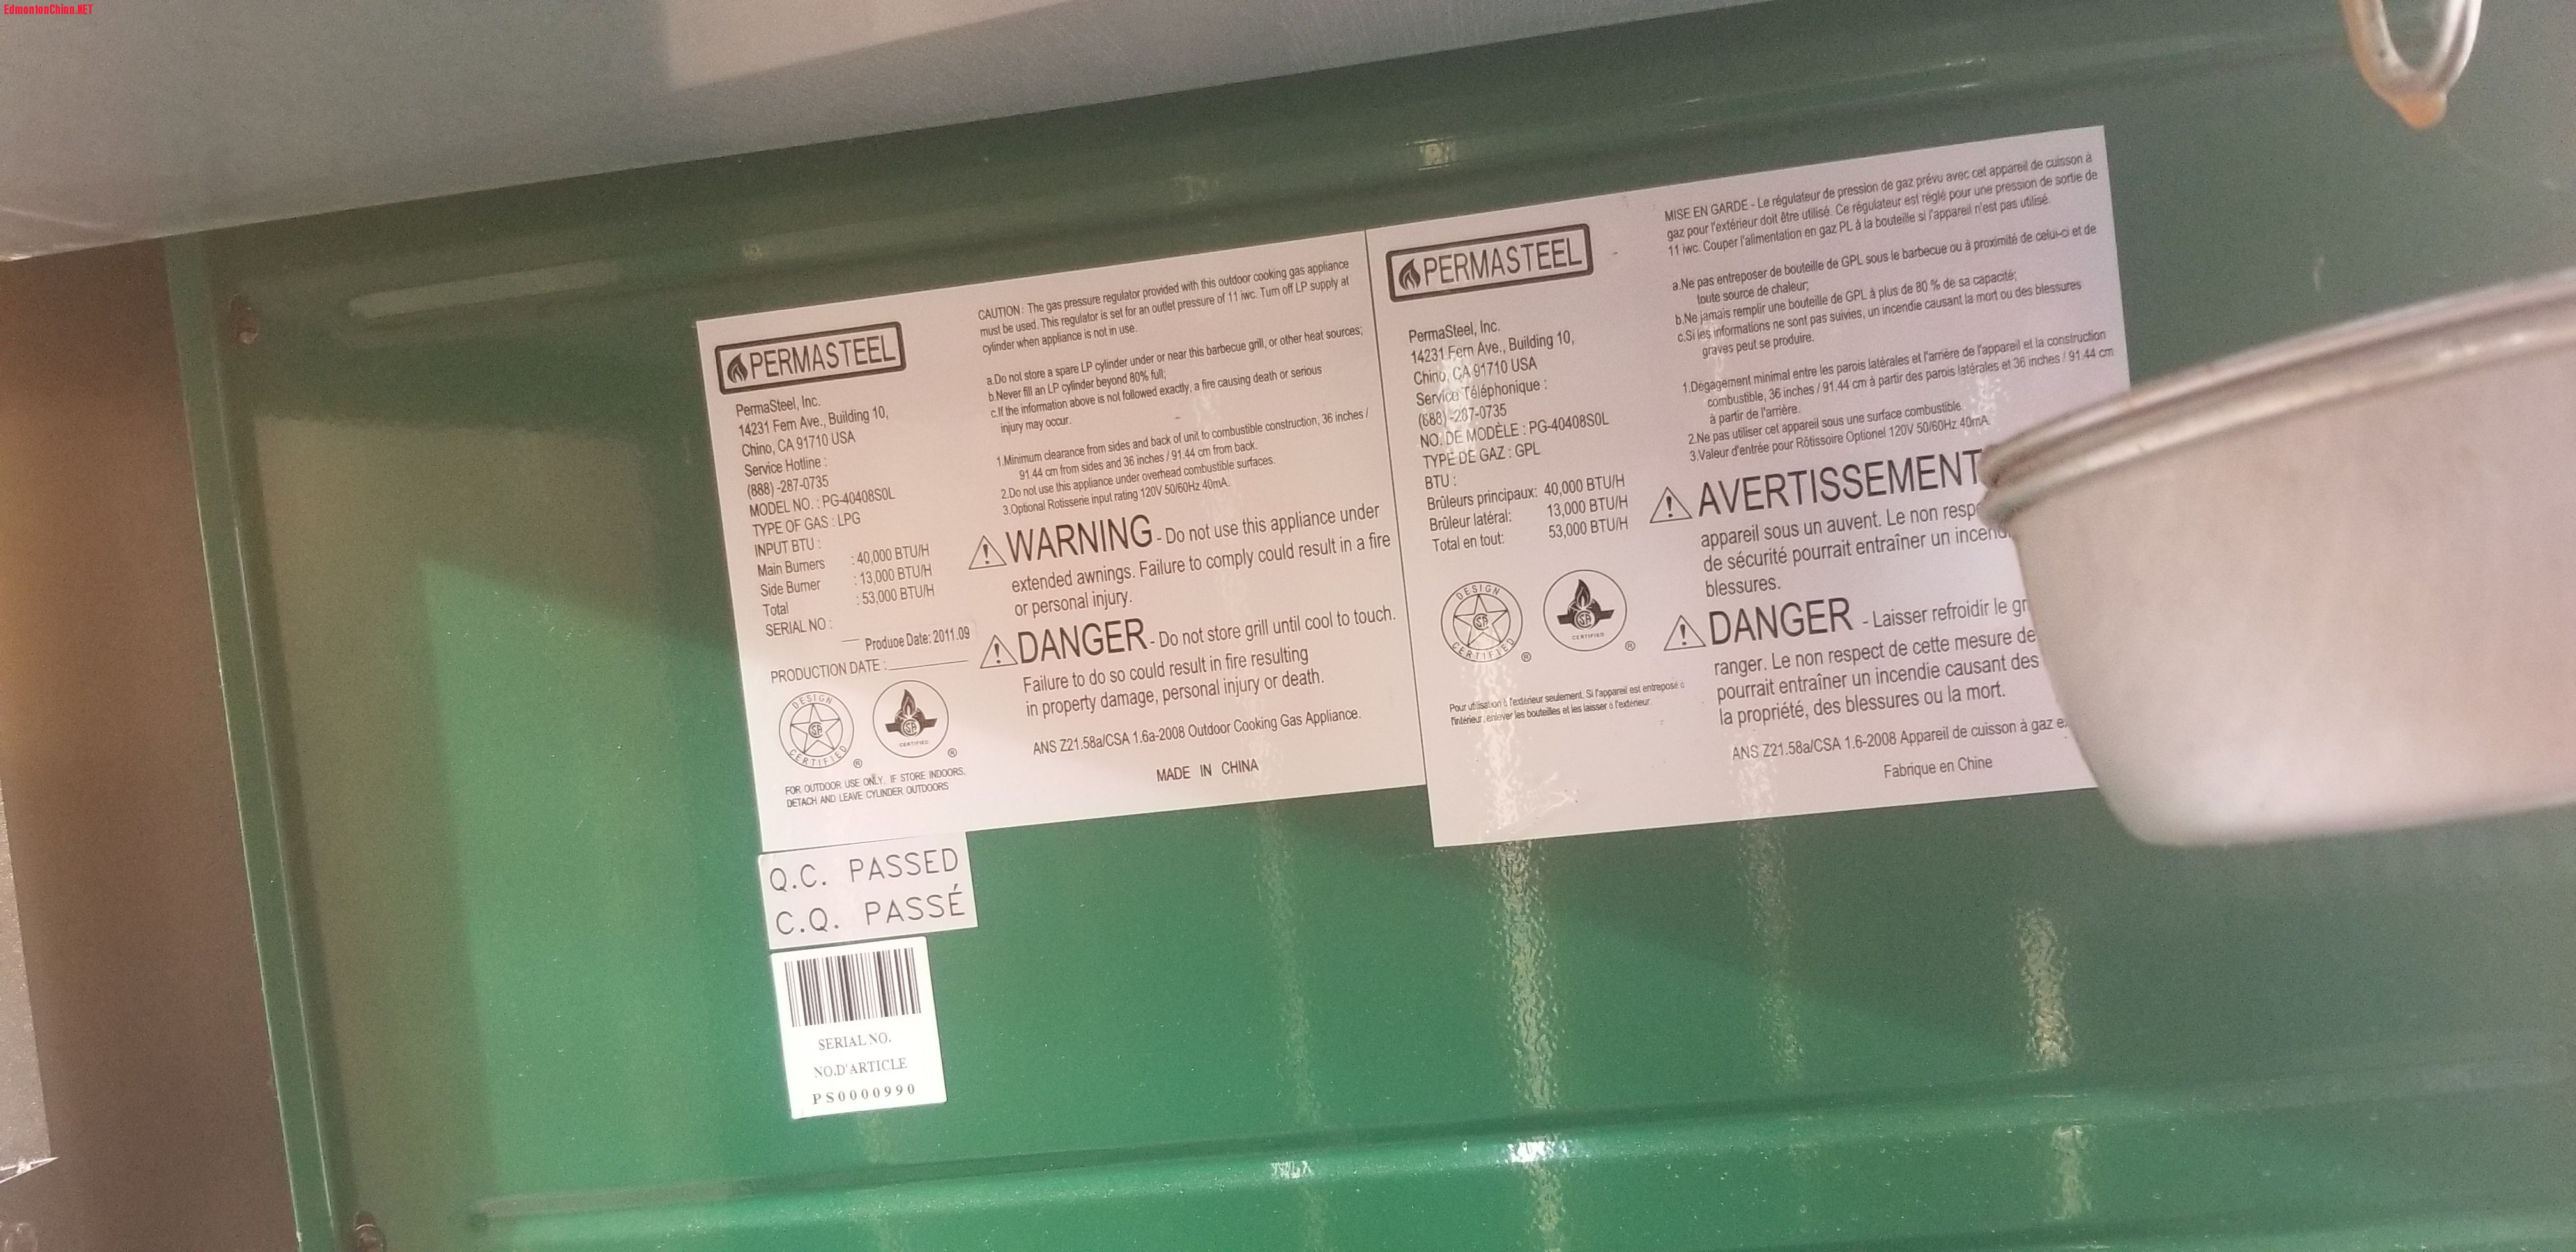 EdmontonChina.NET
PERMASTEEL
PermaSteel, Inc.
14231 Fern Ave., Building 10,
Chino, CA 91710 USA
Service Hotline :
(888) -287-0735
MODEL NO. : PG-40408S0L
TYPE OF GAS : LPG
INPUT BTU :
Main Burners : 40,000 BTU/H
Side Burner : 13,000 BTU/H
Total : 53,000 BTU/H
SERIAL NO :
Produce Date: 2011.09
PRODUCTION DATE :
DESIGN CERTIFIED ®
CERTIFIED ®
FOR OUTDOOR USE ONLY, IF STORE INDOORS,
DETACH AND LEAVE CYLINDER OUTDOORS
CAUTION : The gas pressure regulator provided with this outdoor cooking gas appliance
must be used. This regulator is set for an outlet pressure of 11 iwc. Turn off LP supply at
cylinder when appliance is not in use.
a.Do not store a spare LP cylinder under or near this barbecue grill, or other heat sources;
b.Never fill an LP cylinder beyond 80% full;
c.If the information above is not followed exactly, a fire causing death or serious
injury may occur.
1.Minimum clearance from sides and back of unit to combustible construction, 36 inches /
91.44 cm from sides and 36 inches / 91.44 cm from back.
2.Do not use this appliance under overhead combustible surfaces.
3.Optional Rotisserie input rating 120V 50/60Hz 40mA.
WARNING - Do not use this appliance under
extended awnings. Failure to comply could result in a fire
or personal injury.
DANGER - Do not store grill until cool to touch.
Failure to do so could result in fire resulting
in property damage, personal injury or death.
ANS Z21.58a/CSA 1.6a-2008 Outdoor Cooking Gas Appliance.
MADE IN CHINA
PERMASTEEL
PermaSteel, Inc.
14231 Fern Ave., Building 10,
Chino, CA 91710 USA
Service Téléphonique :
(888) -287-0735
NO. DE MODÈLE : PG-40408S0L
TYPE DE GAZ : GPL
BTU :
Brûleurs principaux: 40,000 BTU/H
Brûleur latéral: 13,000 BTU/H
Total en tout: 53,000 BTU/H
DESIGN CERTIFIED ®
CERTIFIED ®
Pour utilisation à l'extérieur seulement. Si l'appareil est entreposé à
l'intérieur, enlever les bouteilles et les laisser à l'extérieur.
MISE EN GARDE - Le régulateur de pression de gaz prévu avec cet appareil de cuisson à
gaz pour l'extérieur doit être utilisé. Ce régulateur est réglé pour une pression de sortie de
11 iwc. Couper l'alimentation en gaz PL à la bouteille si l'appareil n'est pas utilisé.
a.Ne pas entreposer de bouteille de GPL sous le barbecue ou à proximité de celui-ci et de
toute source de chaleur;
b.Ne jamais remplir une bouteille de GPL à plus de 80 % de sa capacité;
c.Si les informations ne sont pas suivies, un incendie causant la mort ou des blessures
graves peut se produire.
1.Dégagement minimal entre les parois latérales et l'arrière de l'appareil et la construction
combustible, 36 inches / 91.44 cm à partir des parois latérales et 36 inches / 91.44 cm
à partir de l'arrière.
2.Ne pas utiliser cet appareil sous une surface combustible.
3.Valeur d'entrée pour Rôtissoire Optionel 120V 50/60Hz 40mA.
AVERTISSEMENT
appareil sous un auvent. Le non
de sécurité pourrait entraîner un
blessures.
DANGER - Laisser refroidir le
ranger. Le non respect de cette mesure de
pourrait entraîner un incendie causant des
la propriété, des blessures ou la mort.
ANS Z21.58a/CSA 1.6-2008 Appareil de cuisson à gaz
Fabrique en Chine
Q.C. PASSED
C.Q. PASSÉ
SERIAL NO.
NO.D'ARTICLE
PS0000990